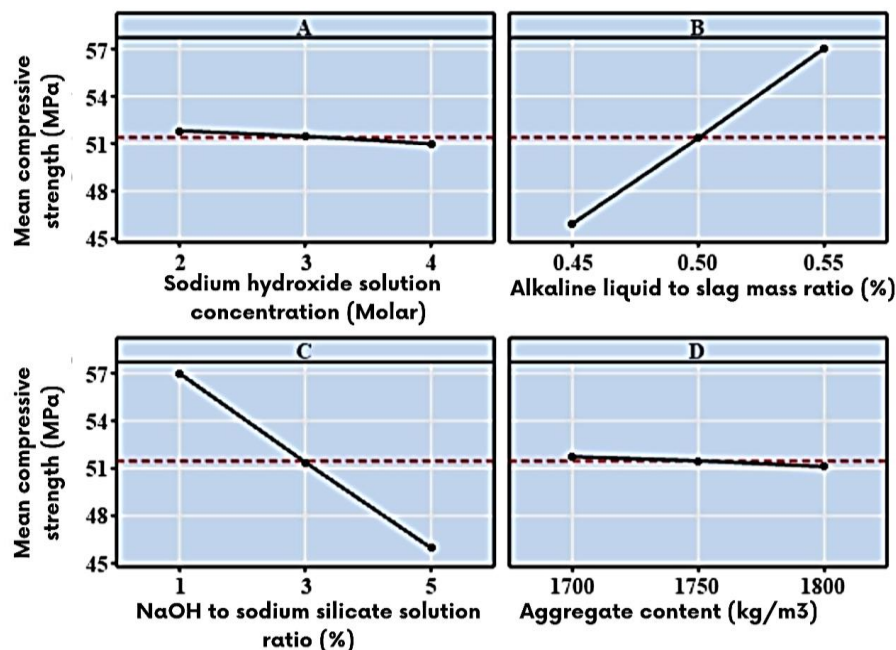 A
B
Mean compressive
strength (MPa)
57
54
51
48
45
2 3 4
0.45 0.50 0.55
Sodium hydroxide solution
concentration (Molar)
Alkaline liquid to slag mass ratio (%)
C
D
Mean compressive
strength (MPa)
57
54
51
48
45
1 3 5
1700 1750 1800
NaOH to sodium silicate solution
ratio (%)
Aggregate content (kg/m3)